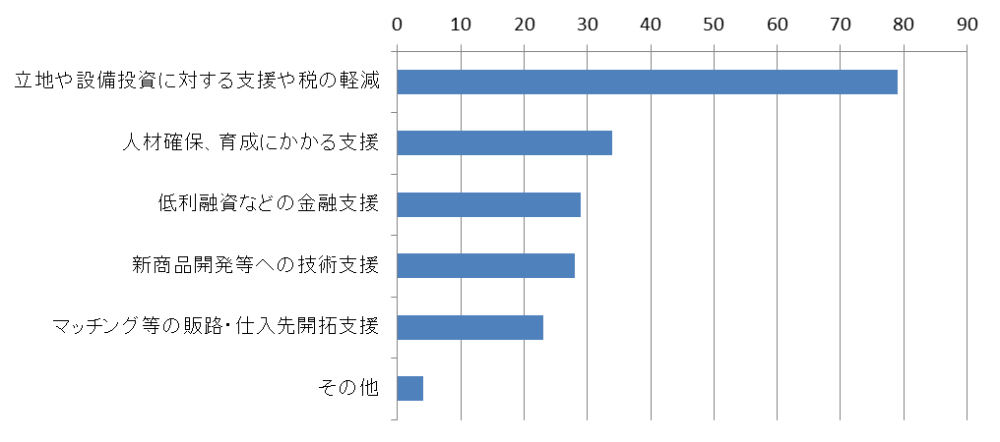 0 10 20 30 40 50 60 70 80 90
立地や設備投資に対する支援や税の軽減
人材確保、育成にかかる支援
低利融資などの金融支援
新商品開発等への技術支援
マッチング等の販路・仕入先開拓支援
その他